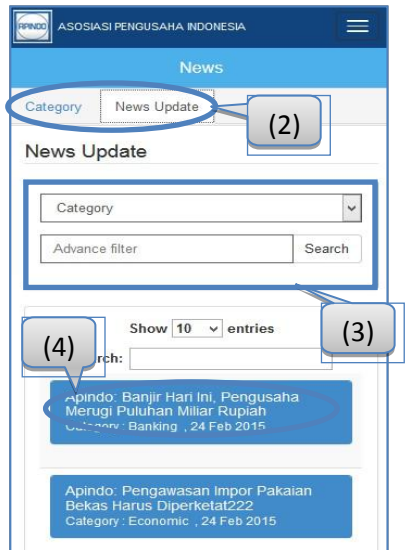 APINDO
ASOSIASI PENGUSAHA INDONESIA
News
Category News Update
(2)
News Update
Category
Advance filter Search
(3)
Show 10 entries
(4)
rch:
Apindo: Banjir Hari Ini, Pengusaha
Merugi Puluhan Miliar Rupiah
Category : Banking , 24 Feb 2015
Apindo: Pengawasan Impor Pakaian
Bekas Harus Diperketat222
Category : Economic , 24 Feb 2015